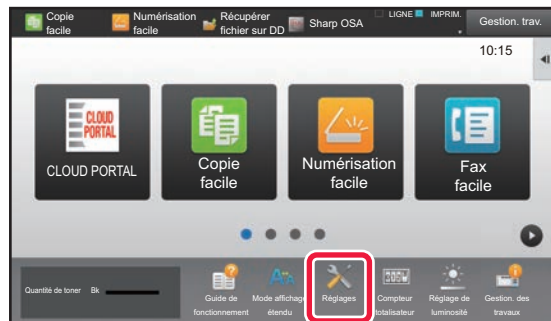 Copie
facile
Numérisation
facile
Récupérer
fichier sur DD
Sharp OSA
LIGNE
IMPRIM.
Gestion. trav.
10:15
CLOUD
PORTAL
CLOUD PORTAL
Copie
facile
Numérisation
facile
Fax
facile
Quantité de toner Bk
Guide de
fonctionnement
Mode affichage
étendu
Réglages
Compteur
totalisateur
Réglage de
luminosité
Gestion. des
travaux